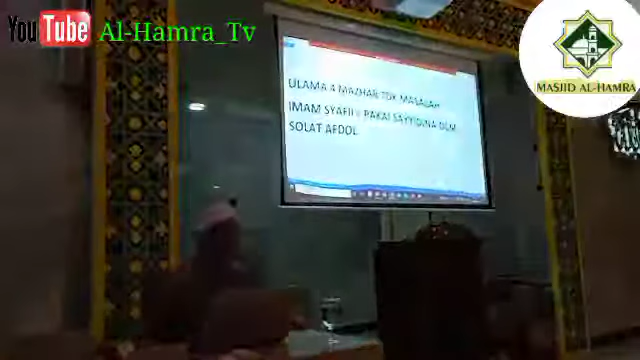 YouTube Al-Hamra_Tv
MASJID AL-HAMRA
ULAMA 4 MAZHAB TDK MASALAH
IMAM SYAFII = PAKAI SAYYIDINA DLM
SOLAT AFDOL